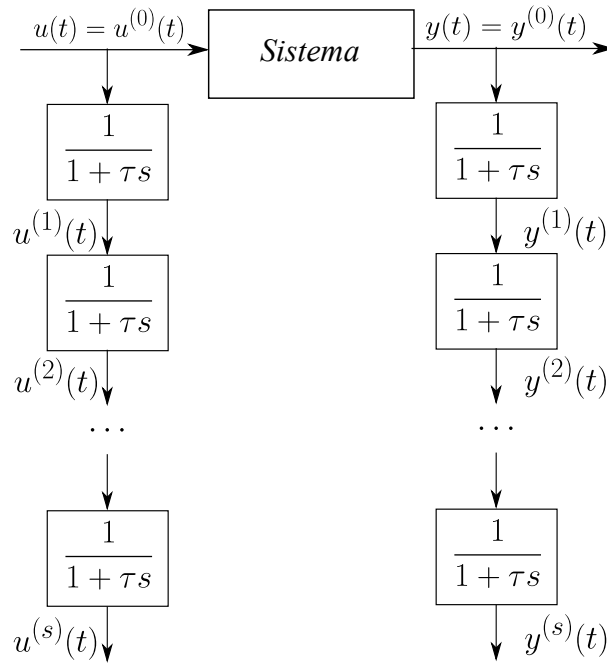 u(t) = u^{(0)}(t)
Sistema
y(t) = y^{(0)}(t)
1
1 + τs
1
1 + τs
u^{(1)}(t)
y^{(1)}(t)
1
1 + τs
1
1 + τs
u^{(2)}(t)
y^{(2)}(t)
...
...
1
1 + τs
1
1 + τs
u^{(s)}(t)
y^{(s)}(t)